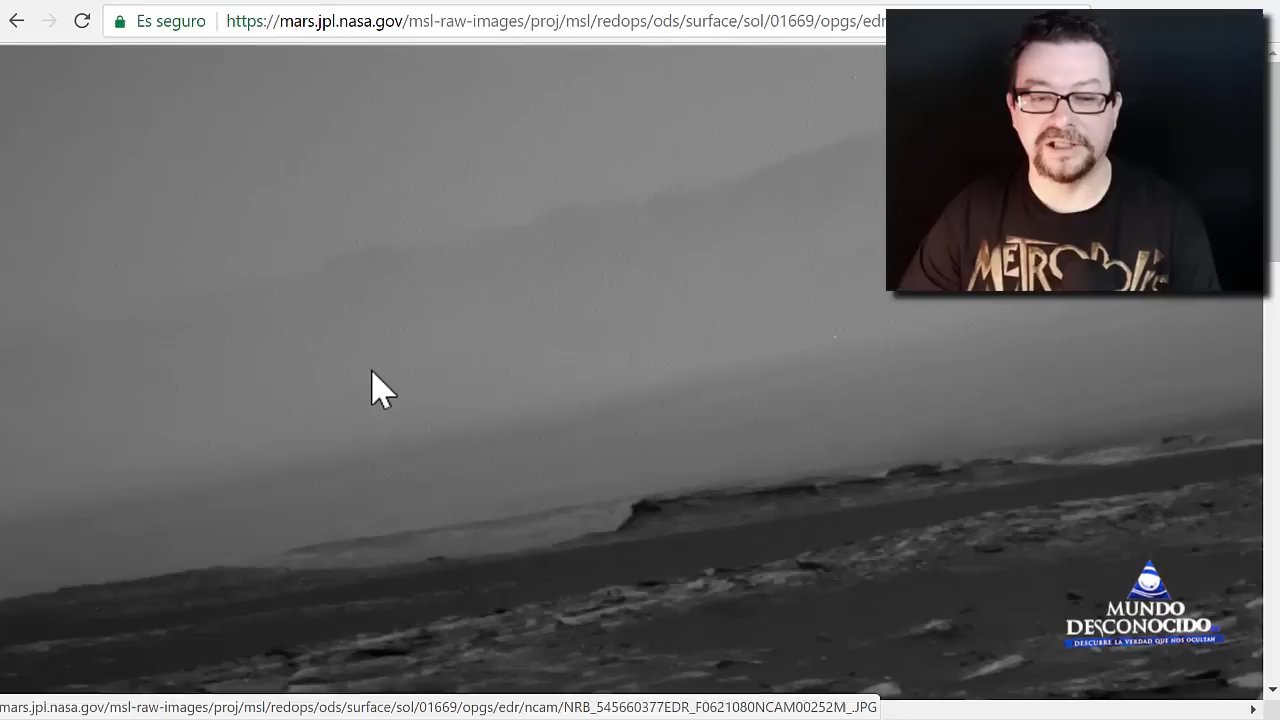 Es seguro
https://mars.jpl.nasa.gov/msl-raw-images/proj/msl/redops/ods/surface/sol/01669/opgs/edr
METROPOLIS
MUNDO
DESCONOCIDO
DESCUBRE LA VERDAD QUE NOS OCULTAN
mars.jpl.nasa.gov/msl-raw-images/proj/msl/redops/ods/surface/sol/01669/opgs/edr/ncam/NRB_545660377EDR_F0621080NCAM00252M_.JPG